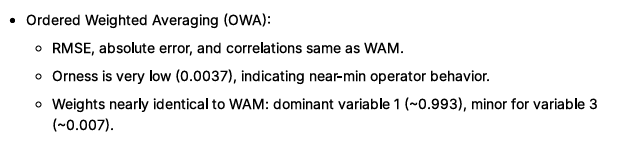 • Ordered Weighted Averaging (OWA):
◦ RMSE, absolute error, and correlations same as WAM.
◦ Orness is very low (0.0037), indicating near-min operator behavior.
◦ Weights nearly identical to WAM: dominant variable 1 (~0.993), minor for variable 3
(~0.007).